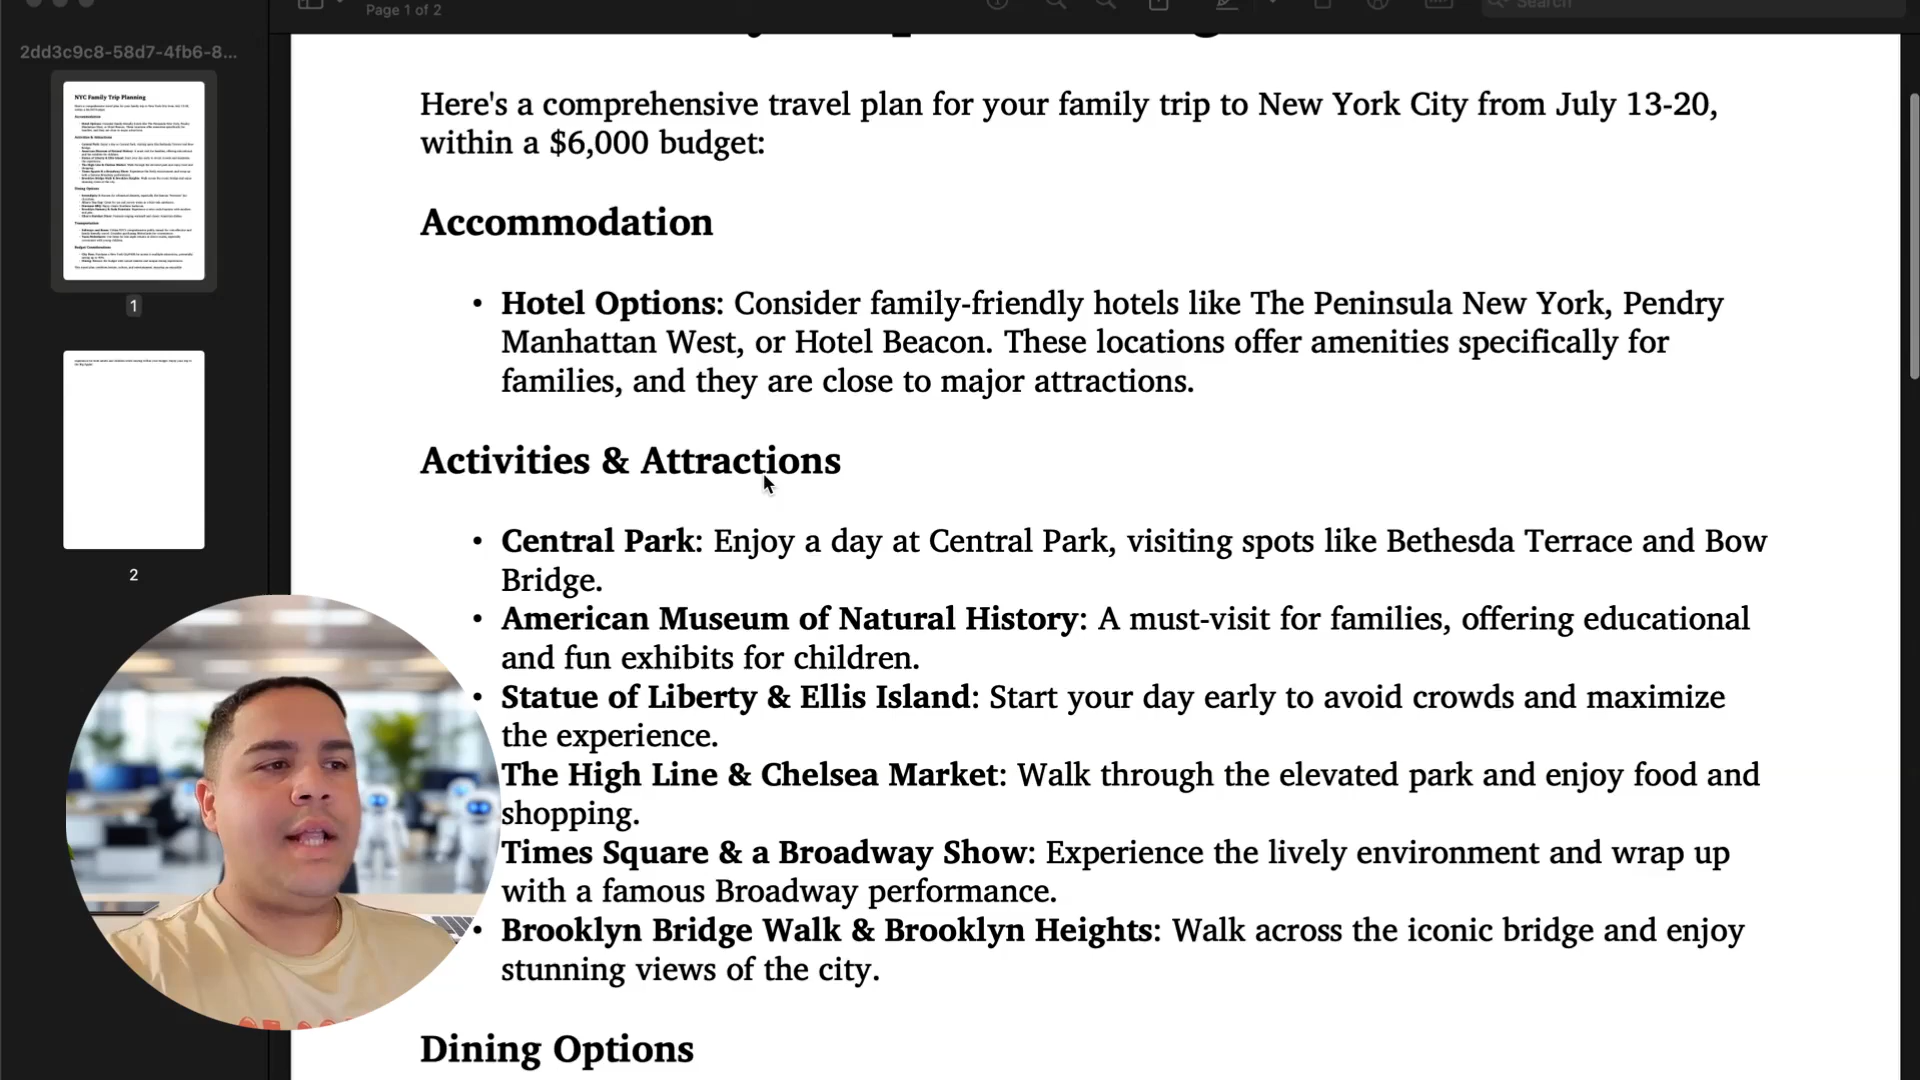 Page 1 of 2
Search
2dd3c9c8-58d7-4fb6-8...
NYC Family Trip Planning
1
2
Here's a comprehensive travel plan for your family trip to New York City from July 13-20,
within a $6,000 budget:
Accommodation
• Hotel Options: Consider family-friendly hotels like The Peninsula New York, Pendry
Manhattan West, or Hotel Beacon. These locations offer amenities specifically for
families, and they are close to major attractions.
Activities & Attractions
• Central Park: Enjoy a day at Central Park, visiting spots like Bethesda Terrace and Bow
Bridge.
• American Museum of Natural History: A must-visit for families, offering educational
and fun exhibits for children.
• Statue of Liberty & Ellis Island: Start your day early to avoid crowds and maximize
the experience.
The High Line & Chelsea Market: Walk through the elevated park and enjoy food and
shopping.
Times Square & a Broadway Show: Experience the lively environment and wrap up
with a famous Broadway performance.
• Brooklyn Bridge Walk & Brooklyn Heights: Walk across the iconic bridge and enjoy
stunning views of the city.
Dining Options